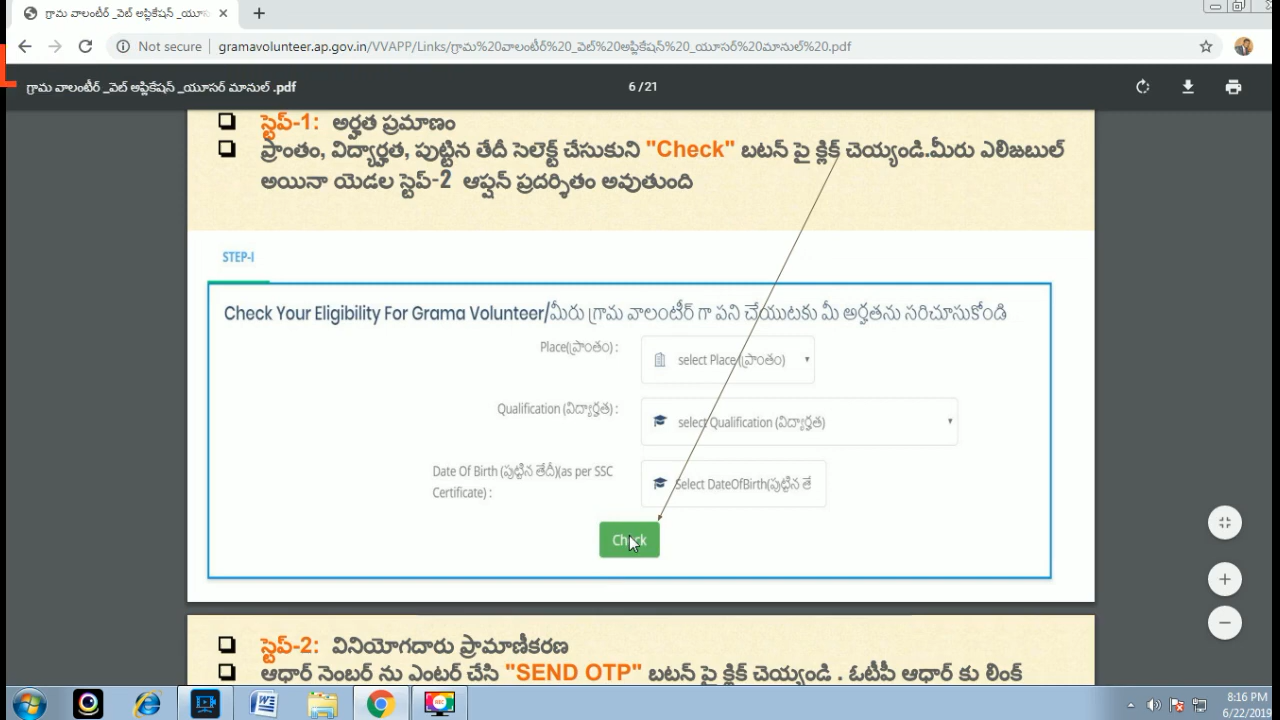 గ్రామ వాలంటీర్ _వెబ్ అప్లికేషన్ _యూస
Not secure | gramavolunteer.ap.gov.in/VVAPP/Links/గ్రామ%20వాలంటీర్%20_వెబ్%20అప్లికేషన్%20_యూసర్%20మానుల్%20.pdf
గ్రామ వాలంటీర్ _వెబ్ అప్లికేషన్ _యూసర్ మానుల్ .pdf
6 / 21
స్టెప్-1: అర్హత ప్రమాణం
ప్రాంతం, విద్యార్హత, పుట్టిన తేదీ సెలెక్ట్ చేసుకుని "Check" బటన్ పై క్లిక్ చెయ్యండి.మీరు ఎలిజబుల్
అయినా యెడల స్టెప్-2 ఆప్షన్ ప్రదర్శితం అవుతుంది
STEP-I
Check Your Eligibility For Grama Volunteer/మీరు గ్రామ వాలంటీర్ గా పని చేయుటకు మీ అర్హతను సరిచూసుకోండి
Place(ప్రాంతం) :
select Place (ప్రాంతం)
Qualification (విద్యార్హత) :
select Qualification (విద్యార్హత)
Date Of Birth (పుట్టిన తేదీ)(as per SSC
Certificate) :
Select DateOfBirth(పుట్టిన తే
Check
స్టెప్-2: వినియోగదారు ప్రామాణీకరణ
ఆధార్ నెంబర్ ను ఎంటర్ చేసి "SEND OTP" బటన్ పై క్లిక్ చెయ్యండి . ఓటీపీ ఆధార్ కు లింక్
8:16 PM
6/22/2019